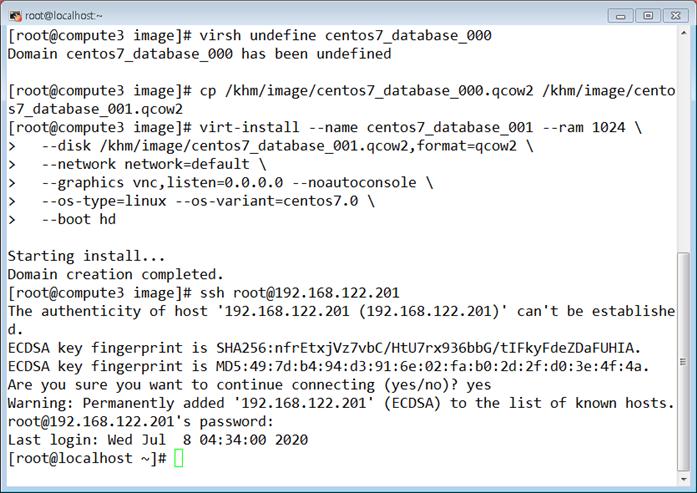 root@localhost:~
[root@compute3 image]# virsh undefine centos7_database_000
Domain centos7_database_000 has been undefined
[root@compute3 image]# cp /khm/image/centos7_database_000.qcow2 /khm/image/cento
s7_database_001.qcow2
[root@compute3 image]# virt-install --name centos7_database_001 --ram 1024 \
>   --disk /khm/image/centos7_database_001.qcow2,format=qcow2 \
>   --network network=default \
>   --graphics vnc,listen=0.0.0.0 --noautoconsole \
>   --os-type=linux --os-variant=centos7.0 \
>   --boot hd
Starting install...
Domain creation completed.
[root@compute3 image]# ssh root@192.168.122.201
The authenticity of host '192.168.122.201 (192.168.122.201)' can't be establishe
d.
ECDSA key fingerprint is SHA256:nfrEtxjVz7vbC/HtU7rx936bbG/tIFkyFdeZDaFUHIA.
ECDSA key fingerprint is MD5:49:7d:b4:94:d3:91:6e:02:fa:b0:2d:2f:d0:3e:4f:4a.
Are you sure you want to continue connecting (yes/no)? yes
Warning: Permanently added '192.168.122.201' (ECDSA) to the list of known hosts.
root@192.168.122.201's password:
Last login: Wed Jul  8 04:34:00 2020
[root@localhost ~]#